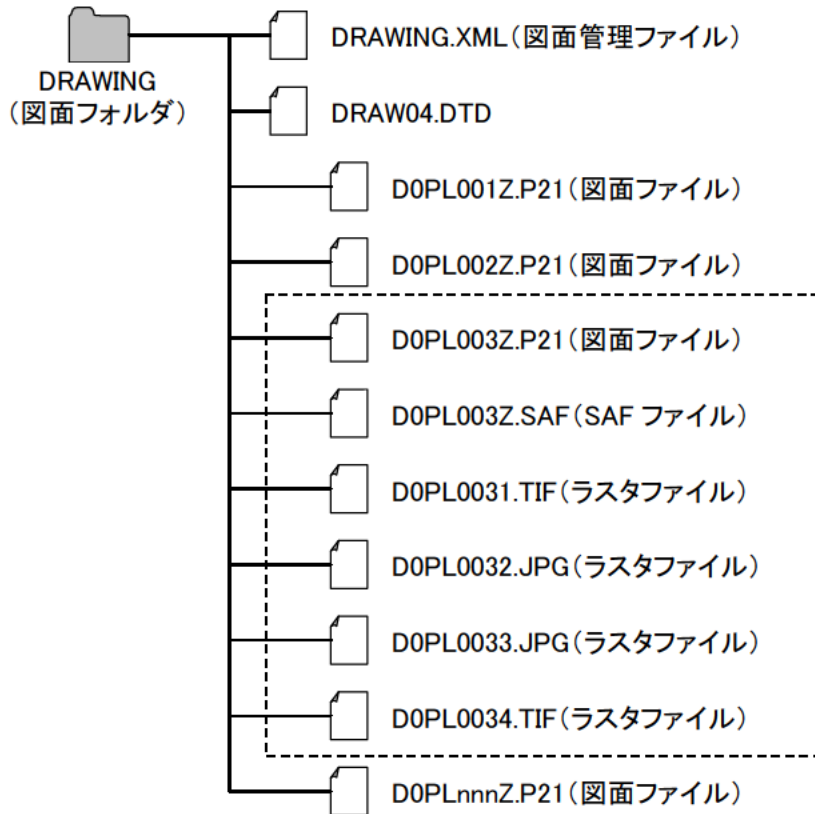 DRAWING.XML（図面管理ファイル）
DRAWING
（図面フォルダ）
DRAW04.DTD
D0PL001Z.P21（図面ファイル）
D0PL002Z.P21（図面ファイル）
D0PL003Z.P21（図面ファイル）
D0PL003Z.SAF（SAF ファイル）
D0PL0031.TIF（ラスタファイル）
D0PL0032.JPG（ラスタファイル）
D0PL0033.JPG（ラスタファイル）
D0PL0034.TIF（ラスタファイル）
D0PLnnnZ.P21（図面ファイル）